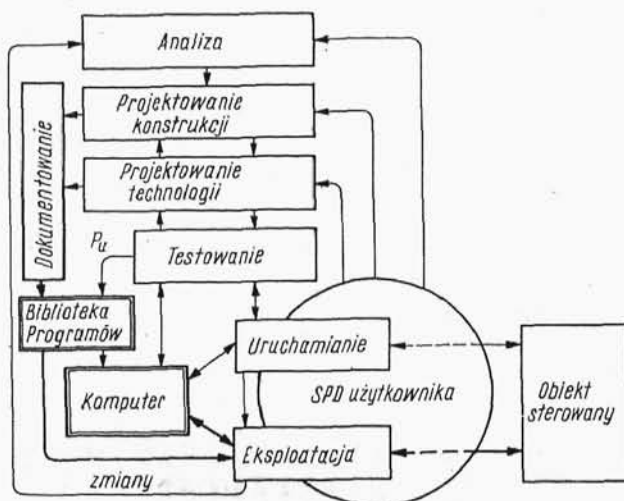 Analiza
Projektowanie
konstrukcji
Projektowanie
technologii
Dokumentowanie
Pu
Testowanie
Biblioteka
Programów
Uruchamianie
Komputer
SPD użytkownika
Obiekt
sterowany
Eksploatacja
zmiany